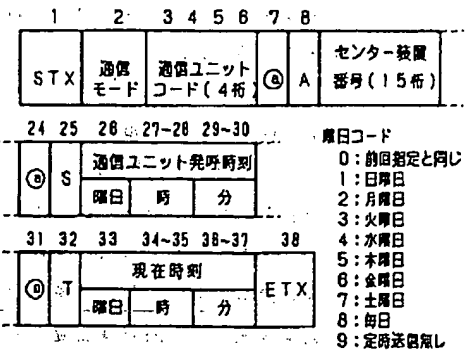 1 2 3 4 5 6 7 8
STX 通信モード 通信ユニットコード(4桁) ⓐ A センター装置番号(15桁)
24 25 26 27~28 29~30
ⓐ S 通信ユニット発呼時刻
曜日 時 分
31 32 33 34~35 36~37 38
ⓐ T 現在時刻 ETX
曜日 時 分
曜日コード
0:前回指定と同じ
1:日曜日
2:月曜日
3:火曜日
4:水曜日
5:木曜日
6:金曜日
7:土曜日
8:毎日
9:定時送信無し